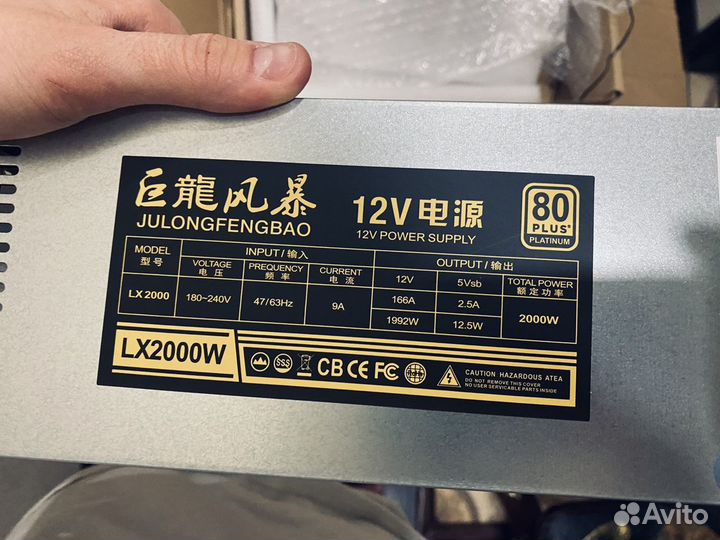 巨龍风暴
JULONGFENGBAO
12V电源
12V POWER SUPPLY
80
PLUS
PLATINUM
MODEL
型号
INPUT/输入
OUTPUT/输出
VOLTAGE
电压
FREQUENCY
频率
CURRENT
电流
12V
5Vsb
TOTAL POWER
额定功率
LX 2000
180~240V
47/63Hz
9A
166A
2.5A
2000W
1992W
12.5W
LX2000W
SSS
CB CE FC
CAUTION HAZARDOUS ATEA
DO NOT REMOVE THIS COVER
NO USER SERVICABLE PARTS INSIDE
Avito